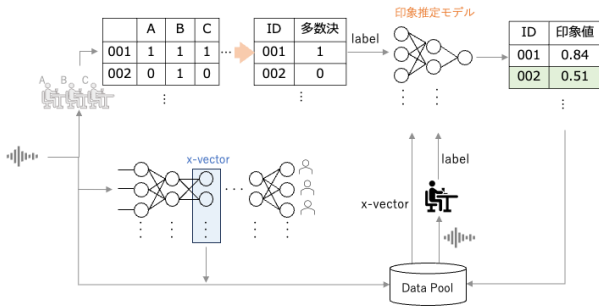 A B C
001 1 1 1
002 0 1 0
⋮
…
ID 多数決
001 1
002 0
⋮
label
印象推定モデル
ID 印象値
001 0.84
002 0.51
⋮
A B C
x-vector
label
x-vector
Data Pool